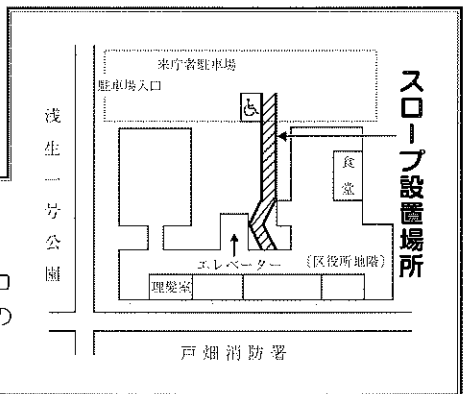 来庁者駐車場
駐車場入口
スロープ設置場所
浅生一号公園
食堂
エレベーター
(区役所地階)
理髪室
戸畑消防署
ロ
の